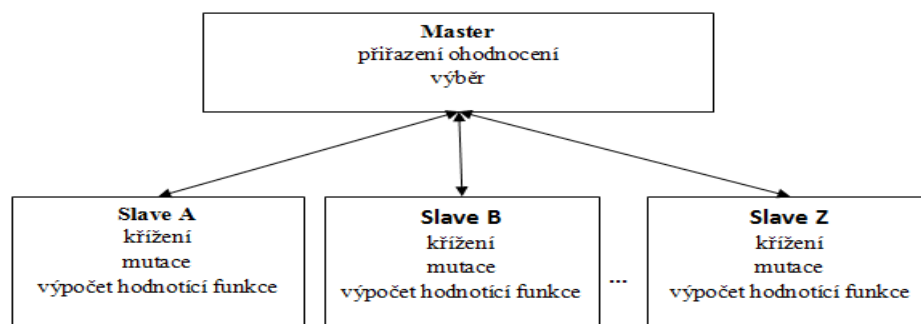 Master
přiřazení ohodnocení
výběr
Slave A
křížení
mutace
výpočet hodnotící funkce
Slave B
křížení
mutace
výpočet hodnotící funkce
...
Slave Z
křížení
mutace
výpočet hodnotící funkce